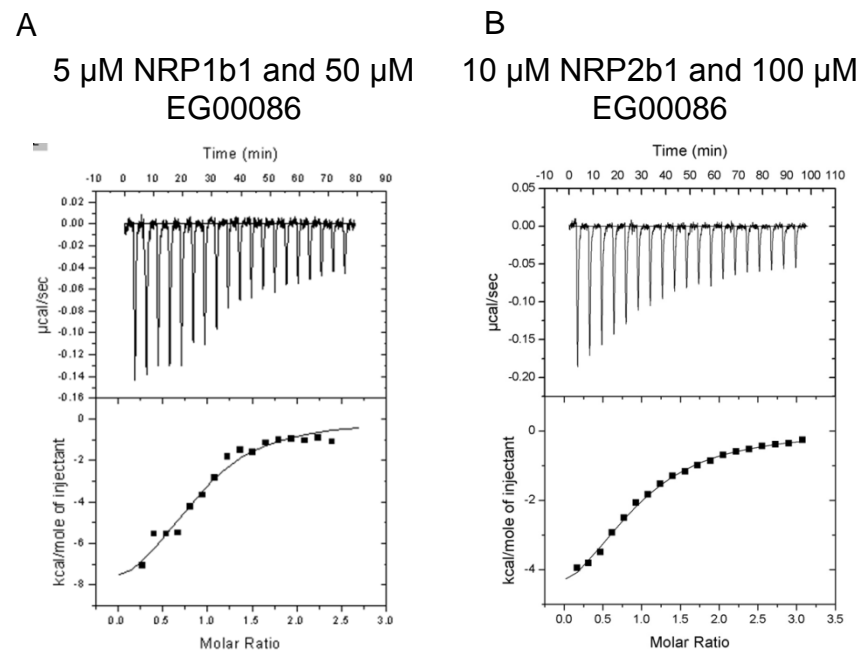 A
5 µM NRP1b1 and 50 µM
EG00086
Time (min)
-10 0 10 20 30 40 50 60 70 80 90
0.02
0.00
-0.02
-0.04
-0.06
-0.08
-0.10
-0.12
-0.14
-0.16
µcal/sec
0
-2
-4
-6
-8
kcal/mole of injectant
0.0 0.5 1.0 1.5 2.0 2.5 3.0
Molar Ratio
B
10 µM NRP2b1 and 100 µM
EG00086
Time (min)
-10 0 10 20 30 40 50 60 70 80 90 100 110
0.05
0.00
-0.05
-0.10
-0.15
-0.20
µcal/sec
0
-2
-4
kcal/mole of injectant
0.0 0.5 1.0 1.5 2.0 2.5 3.0 3.5
Molar Ratio